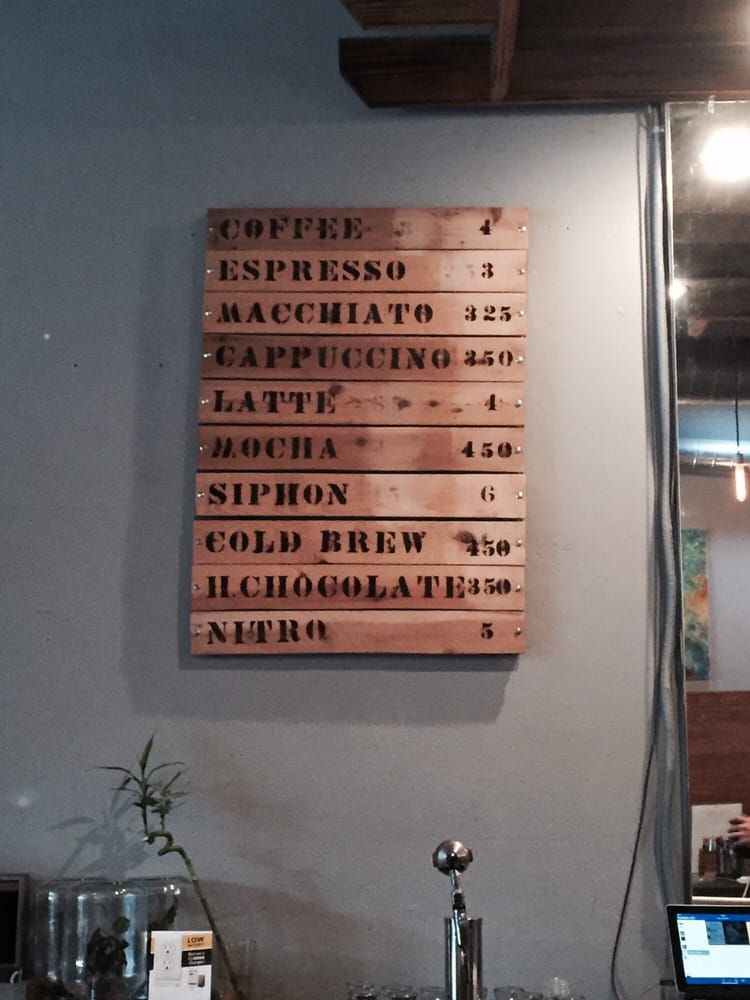 COFFEE 4
ESPRESSO 3
MACCHIATO 325
CAPPUCCINO 350
LATTE 4
MOCHA 450
SIPHON 6
COLD BREW 450
H.CHOCOLATE 350
NITRO 5
LOW